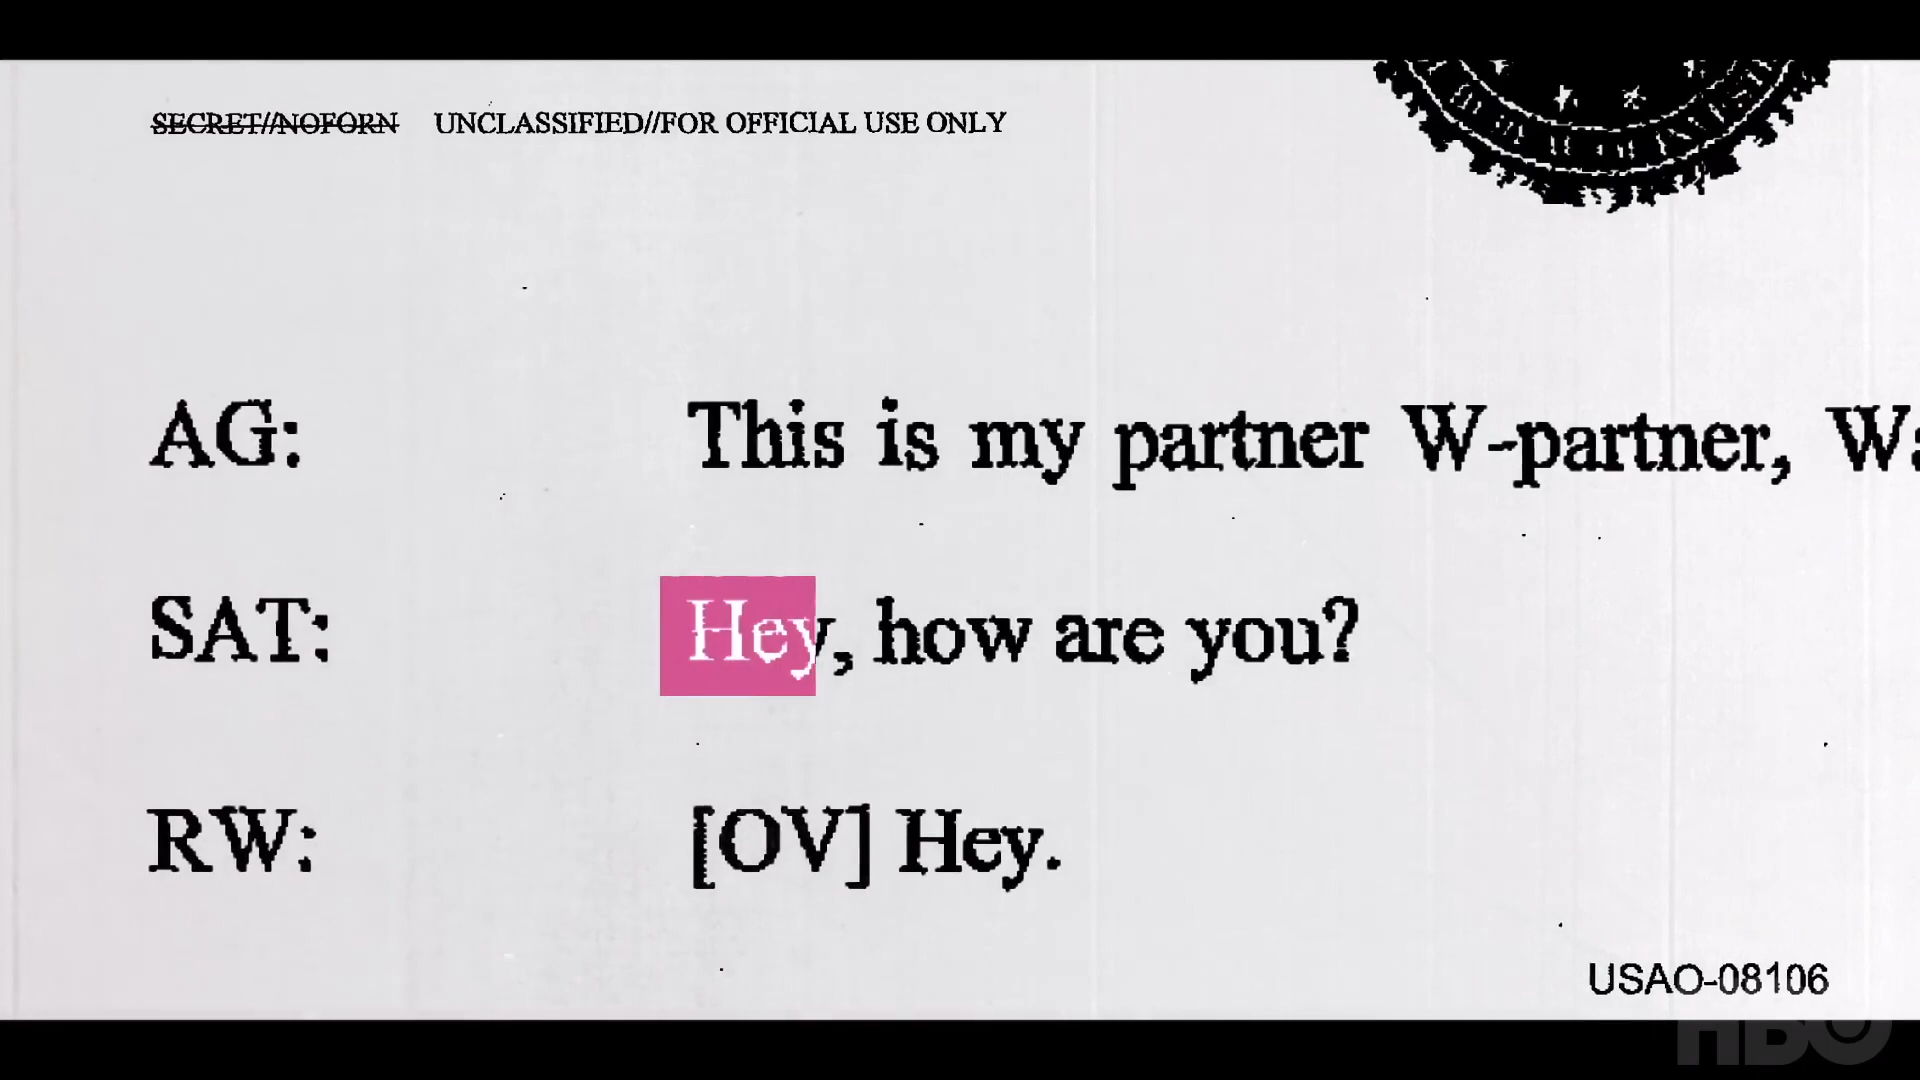 SECRET//NOFORN UNCLASSIFIED//FOR OFFICIAL USE ONLY
AG: This is my partner W-partner,
SAT: Hey, how are you?
RW: [OV] Hey.
USAO-08106
HBO